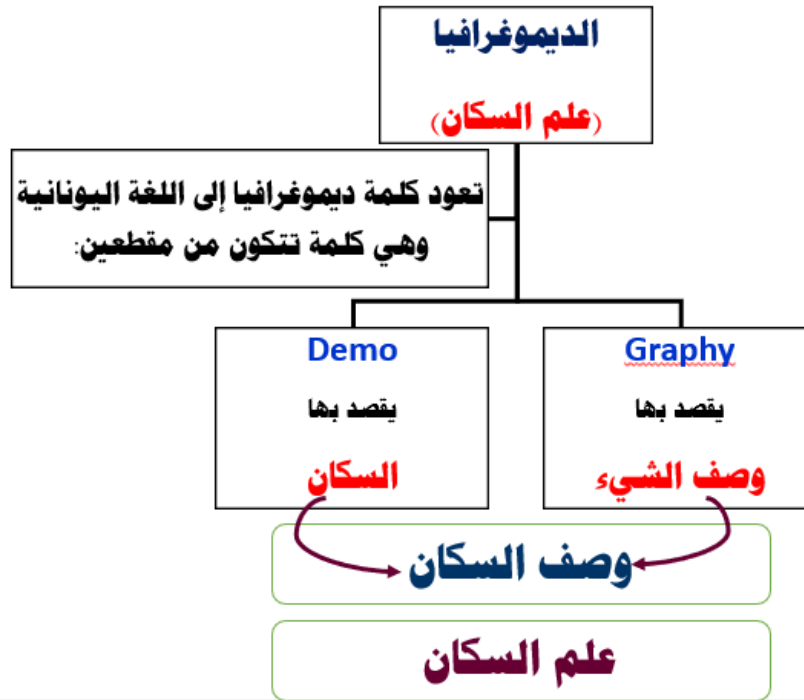 الديموغرافيا
(علم السكان)
تعود كلمة ديموغرافيا إلى اللغة اليونانية
وهي كلمة تتكون من مقطعين:
Graphy
يقصد بها
وصف الشيء
Demo
يقصد بها
السكان
وصف السكان
علم السكان